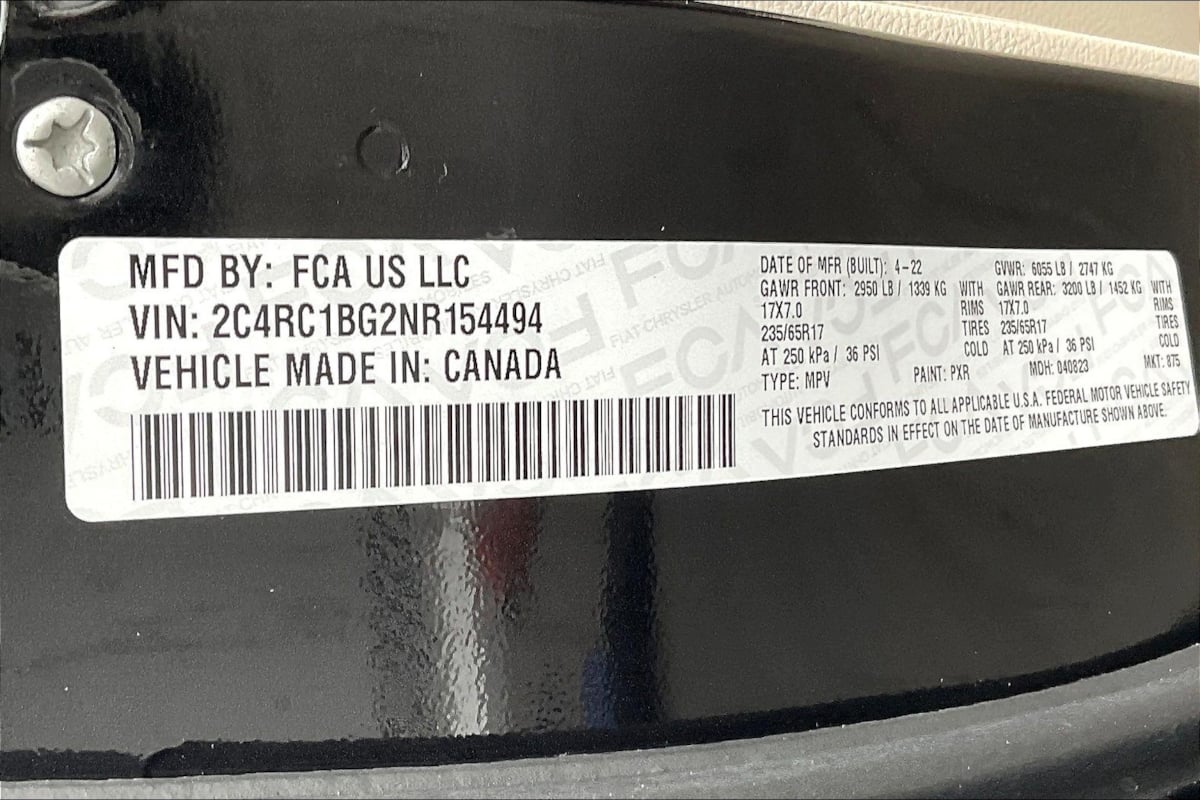 MFD BY: FCA US LLC
VIN: 2C4RC1BG2NR154494
VEHICLE MADE IN: CANADA
DATE OF MFR (BUILT): 4-22 GVWR: 6055 LB / 2747 KG
GAWR FRONT: 2950 LB / 1339 KG WITH GAWR REAR: 3200 LB / 1452 KG WITH
17X7.0 RIMS 17X7.0 RIMS
235/65R17 TIRES 235/65R17 TIRES
AT 250 kPa / 36 PSI COLD AT 250 kPa / 36 PSI COLD
TYPE: MPV PAINT: PXR MDH: 040823 MKT: 875
THIS VEHICLE CONFORMS TO ALL APPLICABLE U.S.A. FEDERAL MOTOR VEHICLE SAFETY
STANDARDS IN EFFECT ON THE DATE OF MANUFACTURE SHOWN ABOVE.